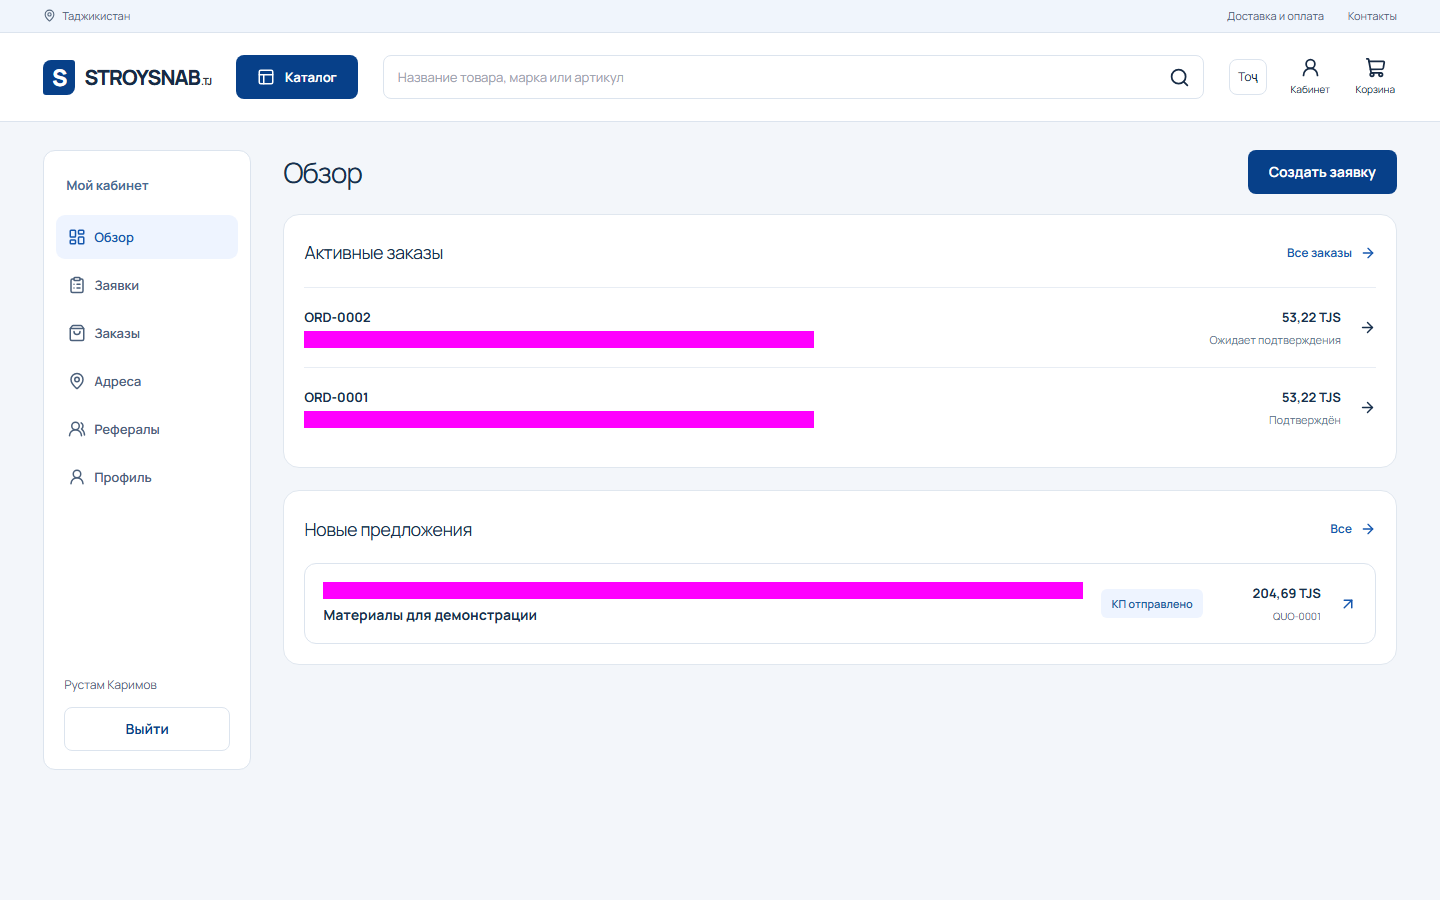 Таджикистан
Доставка и оплата
Контакты
S STROYSNAB.TJ
Каталог
Название товара, марка или артикул
Тоҷ
Кабинет
Корзина
Мой кабинет
Обзор
Заявки
Заказы
Адреса
Рефералы
Профиль
Рустам Каримов
Выйти
Обзор
Создать заявку
Активные заказы
Все заказы
ORD-0002
53,22 TJS
Ожидает подтверждения
ORD-0001
53,22 TJS
Подтверждён
Новые предложения
Все
Материалы для демонстрации
КП отправлено
204,69 TJS
QUO-0001